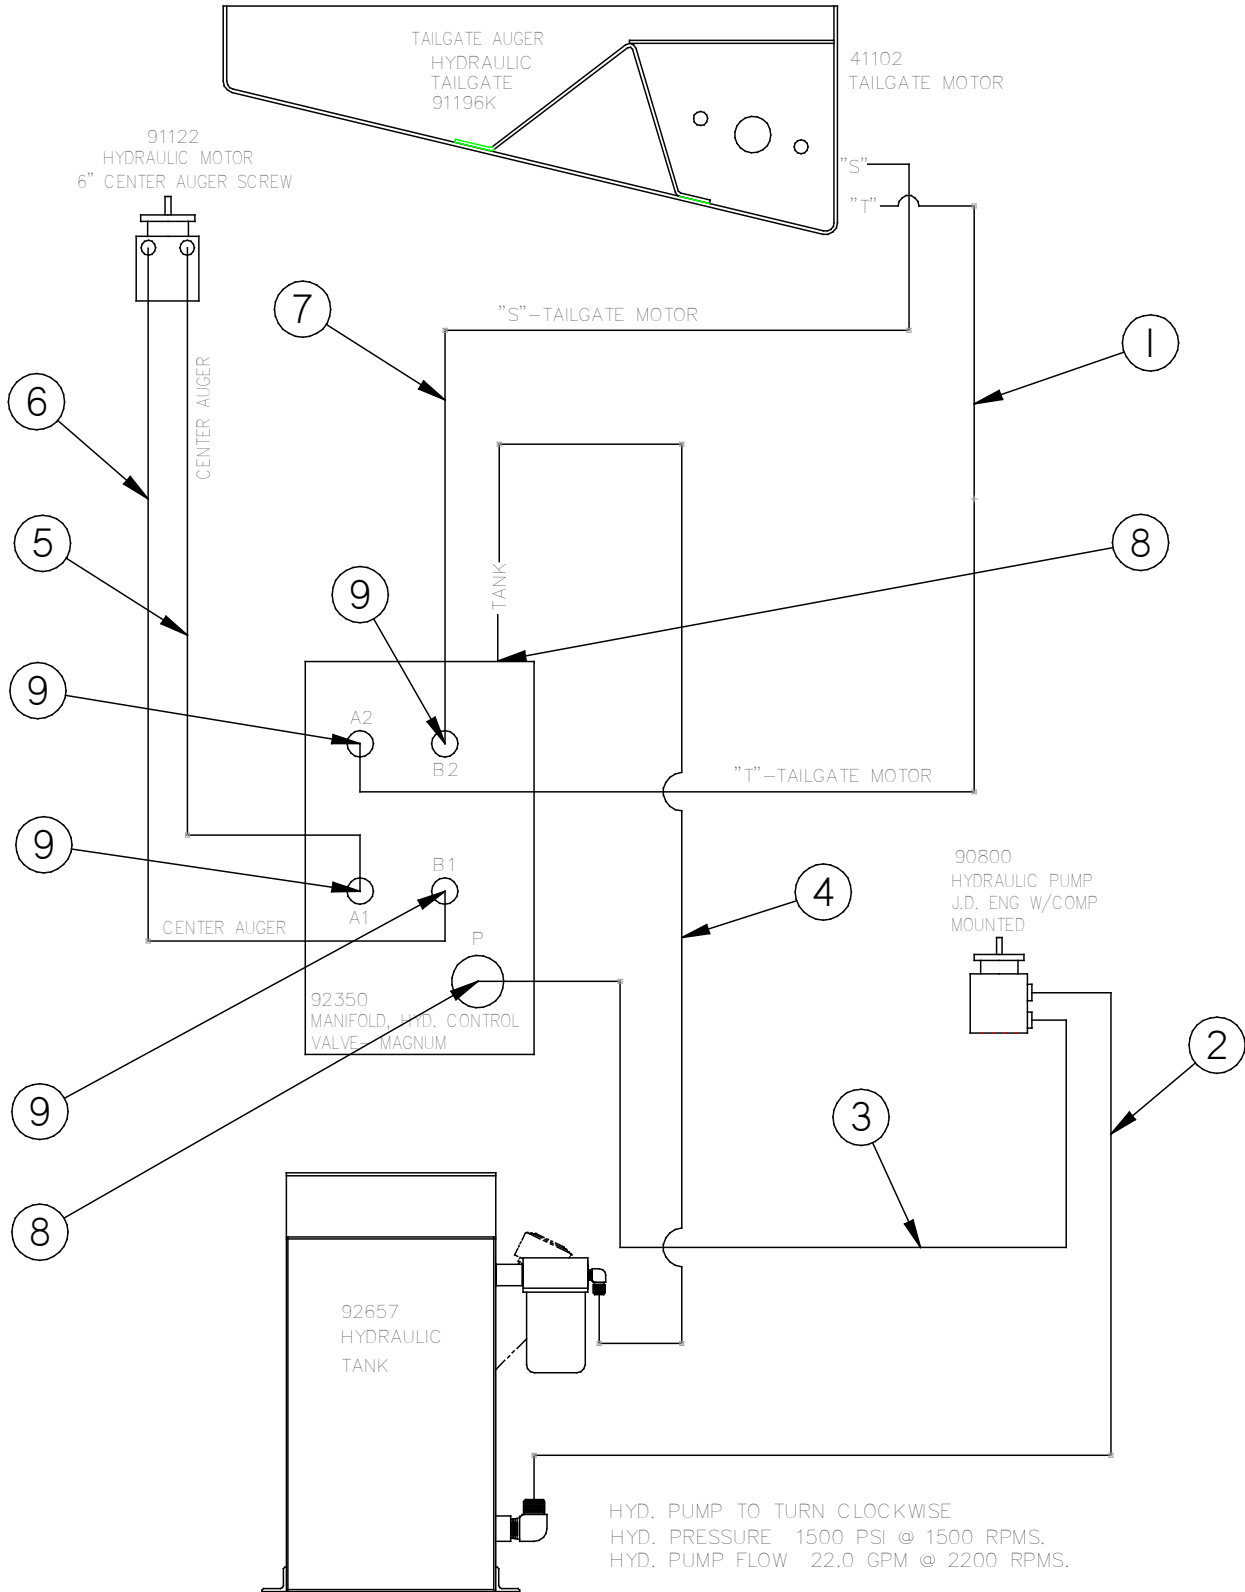 TAILGATE AUGER
HYDRAULIC
TAILGATE
91196K
41102
TAILGATE MOTOR
91122
HYDRAULIC MOTOR
6" CENTER AUGER SCREW
"S"
"T"
7
"S"-TAILGATE MOTOR
1
CENTER AUGER
6
5
8
TANK
9
9
A2
B2
"T"-TAILGATE MOTOR
9
B1
A1
4
90800
HYDRAULIC PUMP
J.D. ENG W/COMP
MOUNTED
CENTER AUGER
P
92350
MANIFOLD, HYD. CONTROL
VALVE- MAGNUM
2
9
3
8
92657
HYDRAULIC
TANK
HYD. PUMP TO TURN CLOCKWISE
HYD. PRESSURE 1500 PSI @ 1500 RPMS.
HYD. PUMP FLOW 22.0 GPM @ 2200 RPMS.